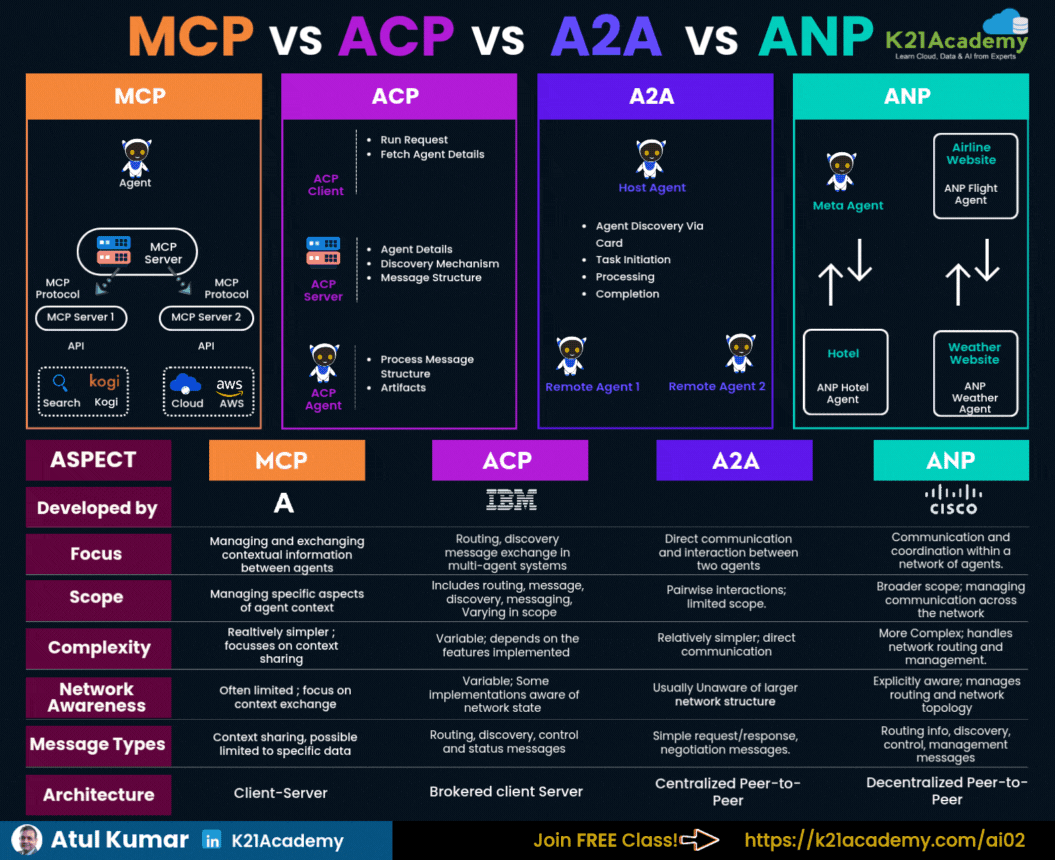 MCP vs ACP vs A2A vs ANP
K21Academy
Learn Cloud, Data & AI from Experts
MCP
Agent
MCP
Server
MCP
Protocol
MCP
Protocol
MCP Server 1
MCP Server 2
API
API
kogi
Search
Kogi
Cloud
aws
AWS
ACP
• Run Request
• Fetch Agent Details
ACP
Client
• Agent Details
• Discovery Mechanism
• Message Structure
ACP
Server
• Process Message
Structure
• Artifacts
ACP
Agent
A2A
Host Agent
• Agent Discovery Via
Card
• Task Initiation
• Processing
• Completion
Remote Agent 1
Remote Agent 2
ANP
Meta Agent
Airline
Website
ANP Flight
Agent
Hotel
ANP Hotel
Agent
Weather
Website
ANP
Weather
Agent
ASPECT
MCP
ACP
A2A
ANP
Developed by
A
IBM
CISCO
Focus
Managing and exchanging
contextual information
between agents
Routing, discovery
message exchange in
multi-agent systems
Direct communication
and interaction between
two agents
Communication and
coordination within a
network of agents.
Scope
Managing specific aspects
of agent context
Includes routing, message,
discovery, messaging,
Varying in scope
Pairwise interactions;
limited scope.
Broader scope; managing
communication across
the network
Complexity
Realtively simpler ;
focusses on context
sharing
Variable; depends on the
features implemented
Relatively simpler; direct
communication
More Complex; handles
network routing and
management.
Network
Awareness
Often limited ; focus on
context exchange
Variable; Some
implementations aware of
network state
Usually Unaware of larger
network structure
Explicitly aware; manages
routing and network
topology
Message Types
Context sharing, possible
limited to specific data
Routing, discovery, control
and status messages
Simple request/response,
negotiation messages.
Routing info, discovery,
control, management
messages
Architecture
Client-Server
Brokered client Server
Centralized Peer-to-
Peer
Decentralized Peer-to-
Peer
Atul Kumar
in
K21Academy
Join FREE Class!
https://k21academy.com/ai02